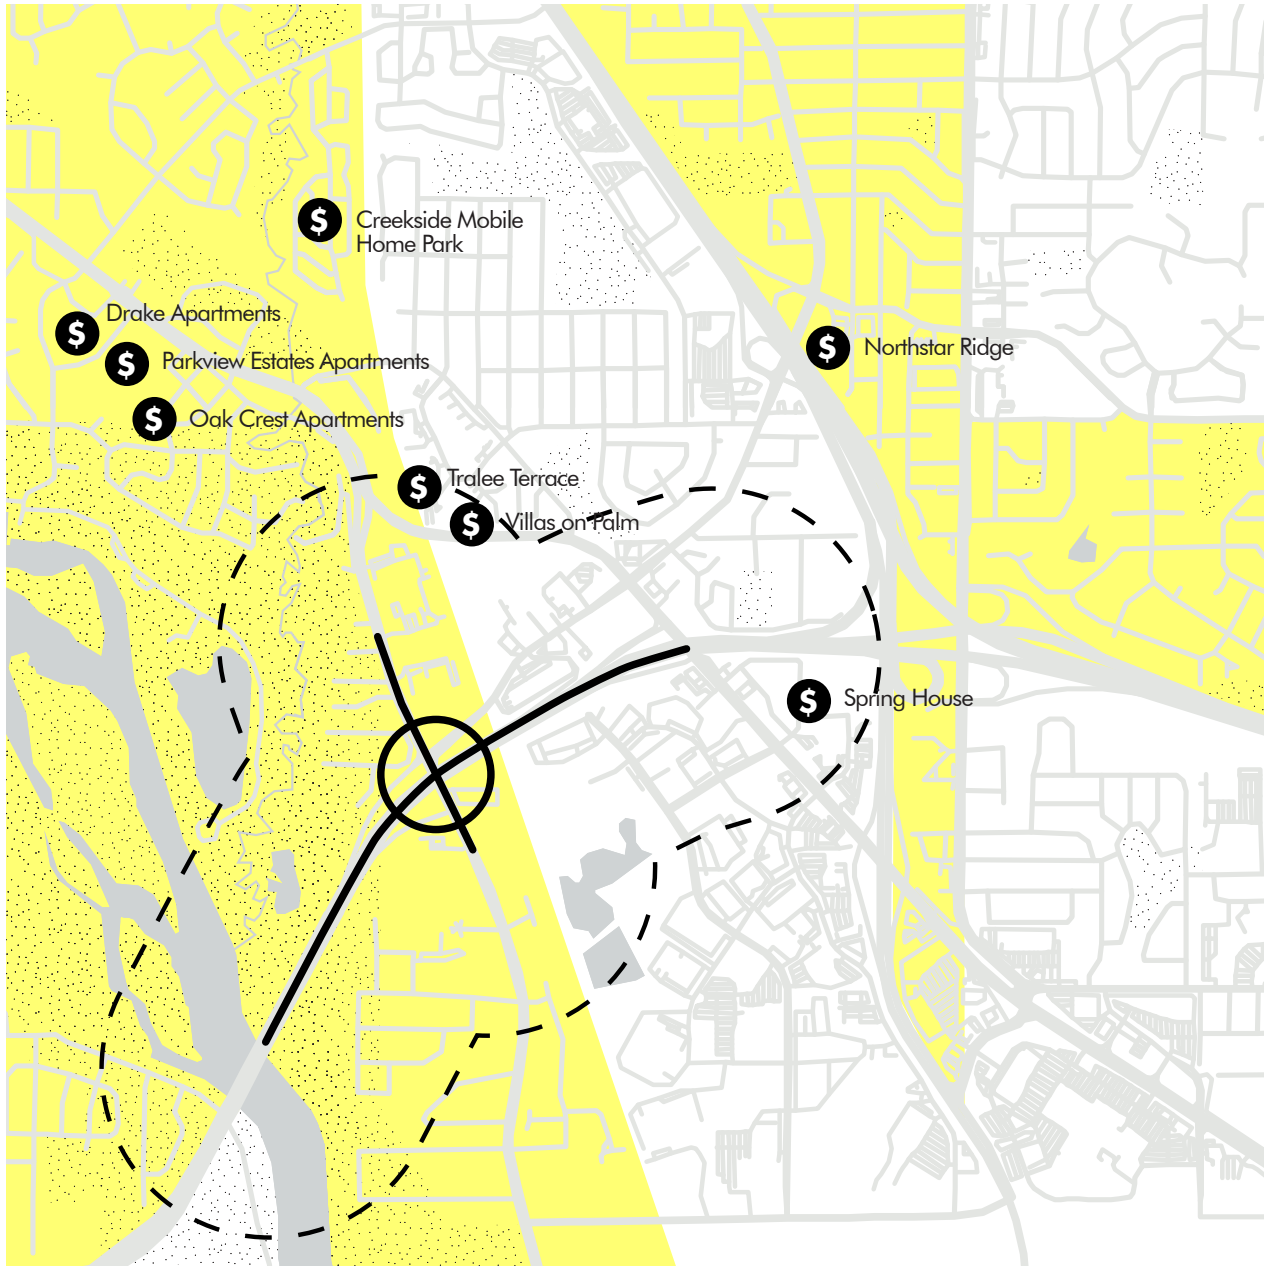 $ Creekside Mobile
Home Park
$ Drake Apartments
$ Parkview Estates Apartments
$ Northstar Ridge
$ Oak Crest Apartments
$ Tralee Terrace
$ Villas on Palm
$ Spring House